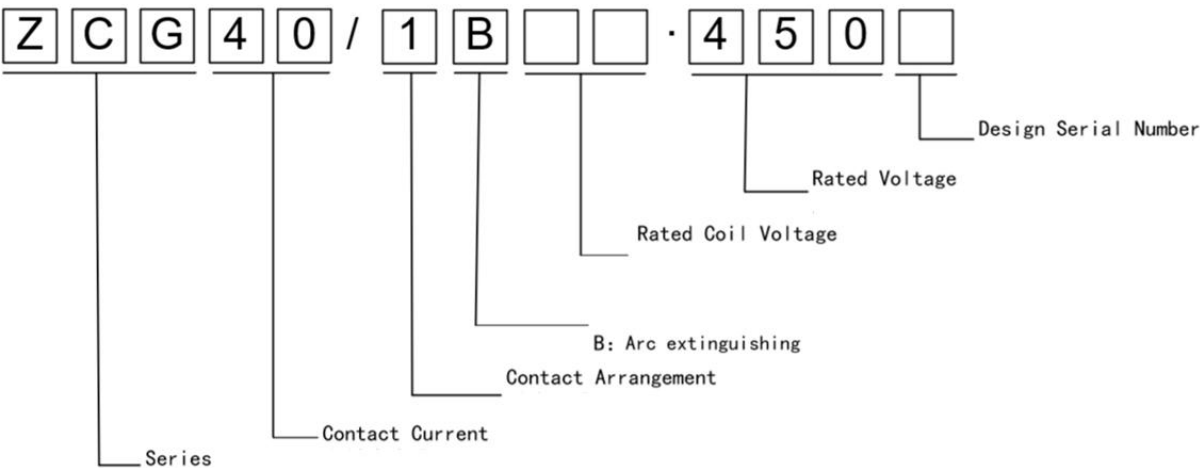 ZCG40/1B□□·450□
Design Serial Number
Rated Voltage
Rated Coil Voltage
B: Arc extinguishing
Contact Arrangement
Contact Current
Series